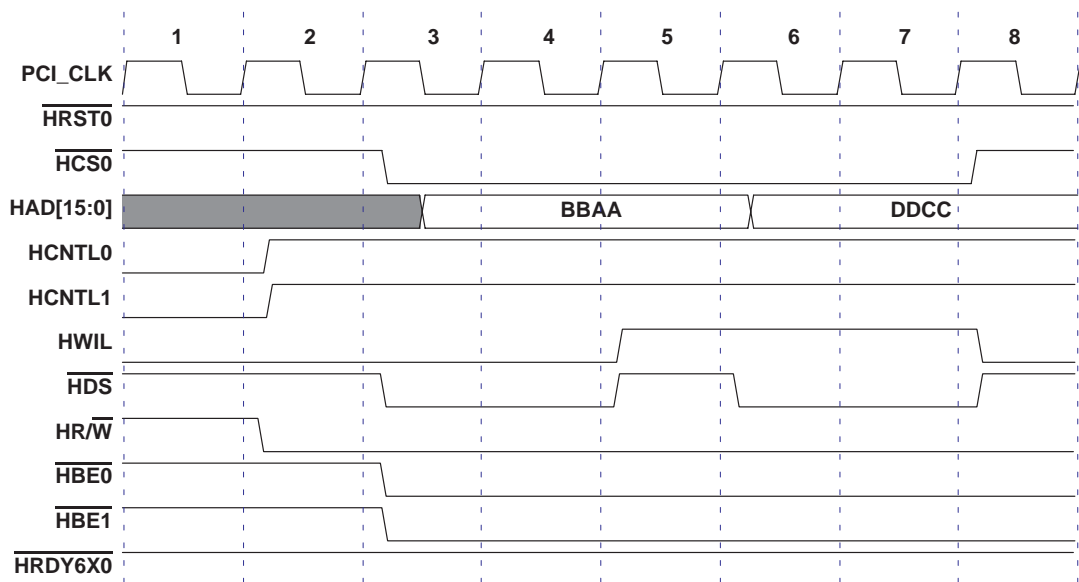 1 2 3 4 5 6 7 8
PCI_CLK
HRST0
HCS0
HAD[15:0] BBAA DDCC
HCNTL0
HCNTL1
HWIL
HDS
HR/W
HBE0
HBE1
HRDY6X0